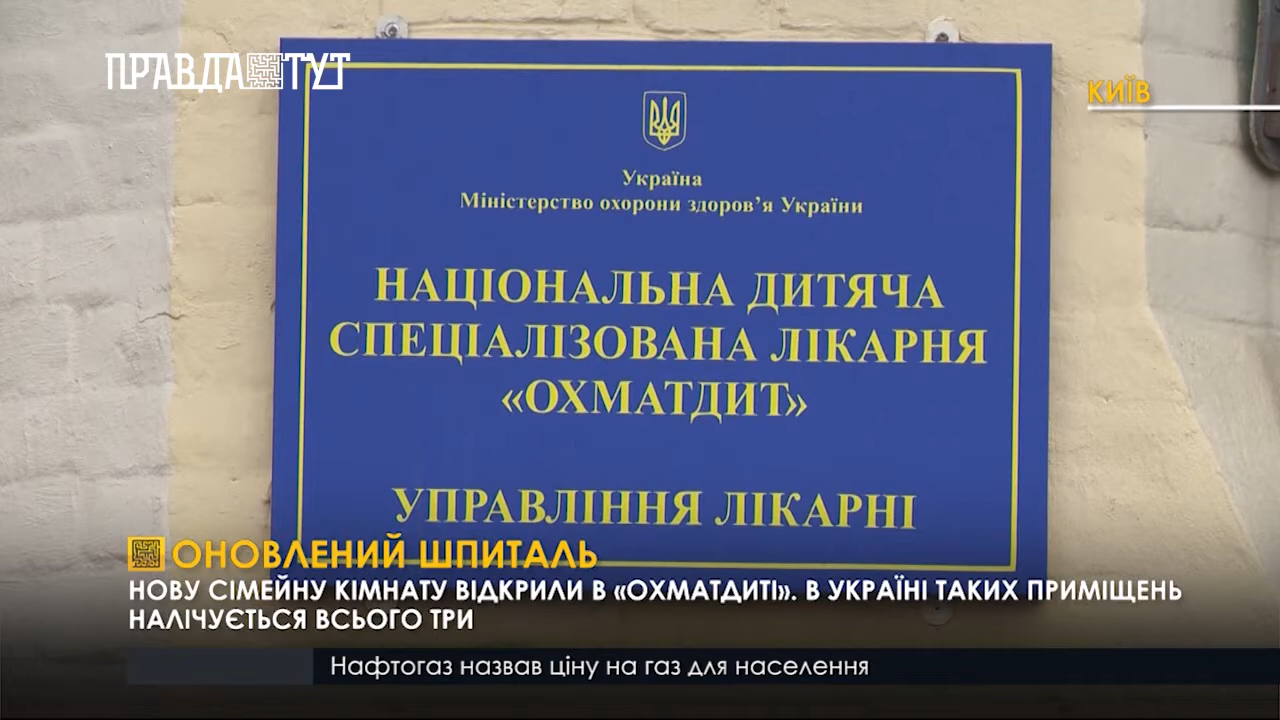 ПРАВДА ТУТ
КИЇВ
Україна
Міністерство охорони здоров’я України
НАЦІОНАЛЬНА ДИТЯЧА
СПЕЦІАЛІЗОВАНА ЛІКАРНЯ
«ОХМАТДИТ»
УПРАВЛІННЯ ЛІКАРНІ
ОНОВЛЕНИЙ ШПИТАЛЬ
НОВУ СІМЕЙНУ КІМНАТУ ВІДКРИЛИ В «ОХМАТДИТІ». В УКРАЇНІ ТАКИХ ПРИМІЩЕНЬ
НАЛІЧУЄТЬСЯ ВСЬОГО ТРИ
Нафтогаз назвав ціну на газ для населення